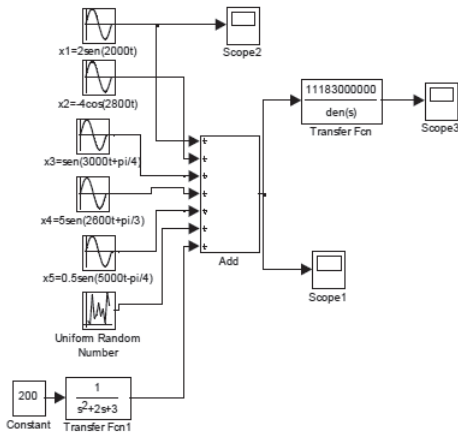 x1=2sen(2000t)
Scope2
x2=-4cos(2800t)
11183000000
den(s)
Transfer Fcn
Scope3
x3=sen(3000t+pi/4)
x4=5sen(2600t+pi/3)
x5=0.5sen(5000t-pi/4)
+
+
+
+
+
+
+
Add
Scope1
Uniform Random
Number
200
Constant
1
s²+2s+3
Transfer Fcn1